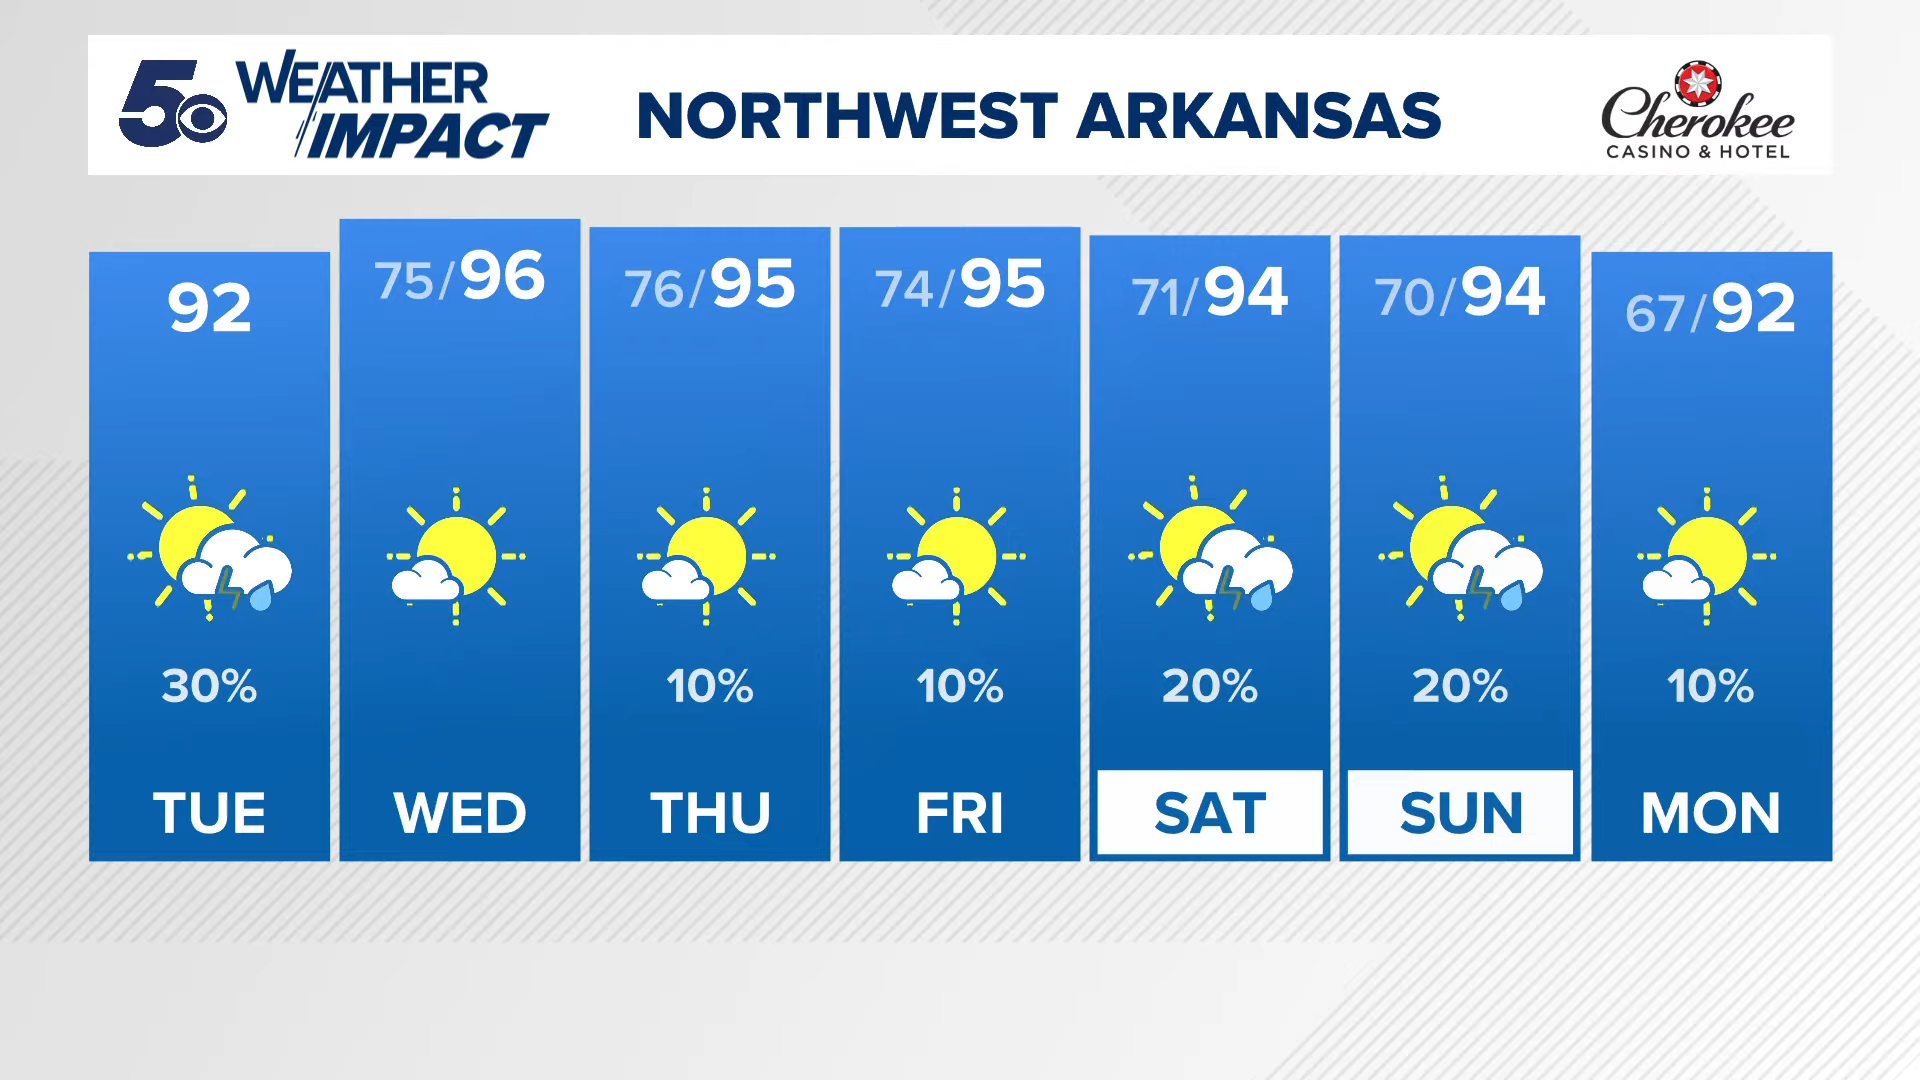 5 WEATHER
IMPACT
NORTHWEST ARKANSAS
Cherokee
CASINO & HOTEL
92
75/96
76/95
74/95
71/94
70/94
67/92
30%
10%
10%
20%
20%
10%
TUE
WED
THU
FRI
SAT
SUN
MON